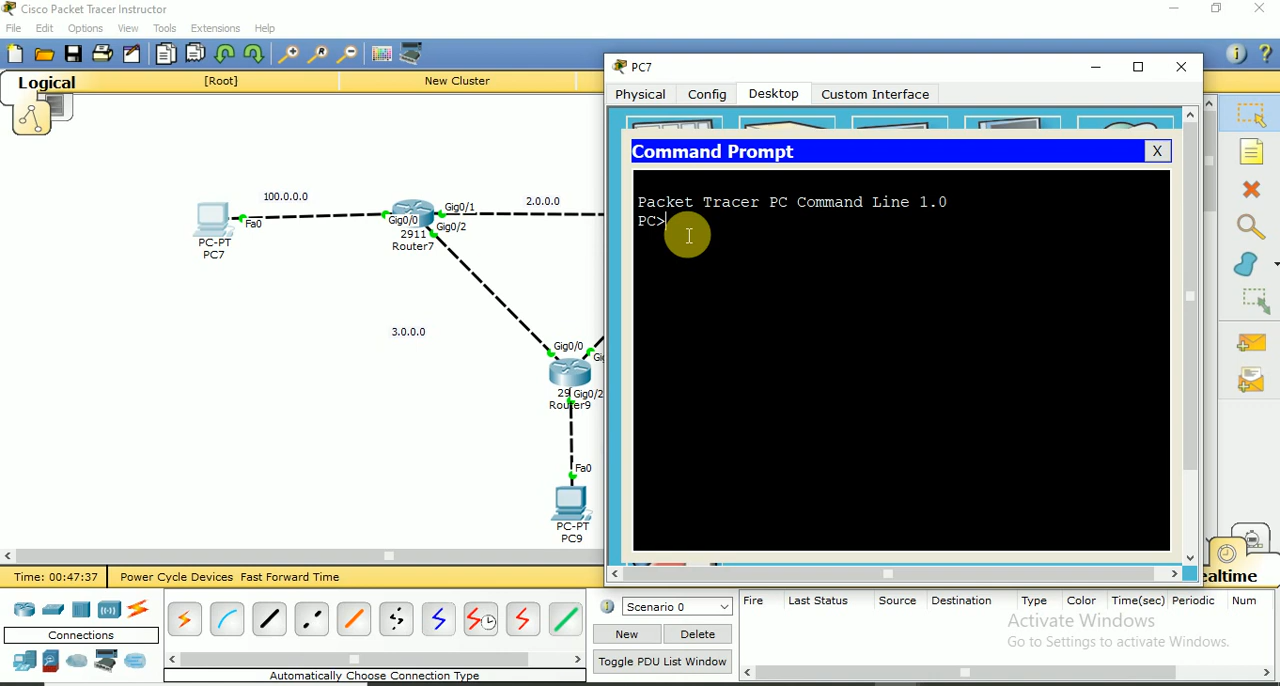 Cisco Packet Tracer Instructor
File Edit Options View Tools Extensions Help
Logical [Root] New Cluster
PC7
Physical Config Desktop Custom Interface
Command Prompt X
Packet Tracer PC Command Line 1.0
PC>
100.0.0.0
2.0.0.0
Fa0
Gig0/0
Gig0/1
Gig0/2
PC-PT
PC7
2911
Router7
3.0.0.0
Gig0/0
Gig0/2
Router9
Fa0
PC-PT
PC9
Time: 00:47:37 Power Cycle Devices Fast Forward Time
ealtime
Connections
Automatically Choose Connection Type
Scenario 0
New Delete
Toggle PDU List Window
Fire Last Status Source Destination Type Color Time(sec) Periodic Num
Activate Windows
Go to Settings to activate Windows.